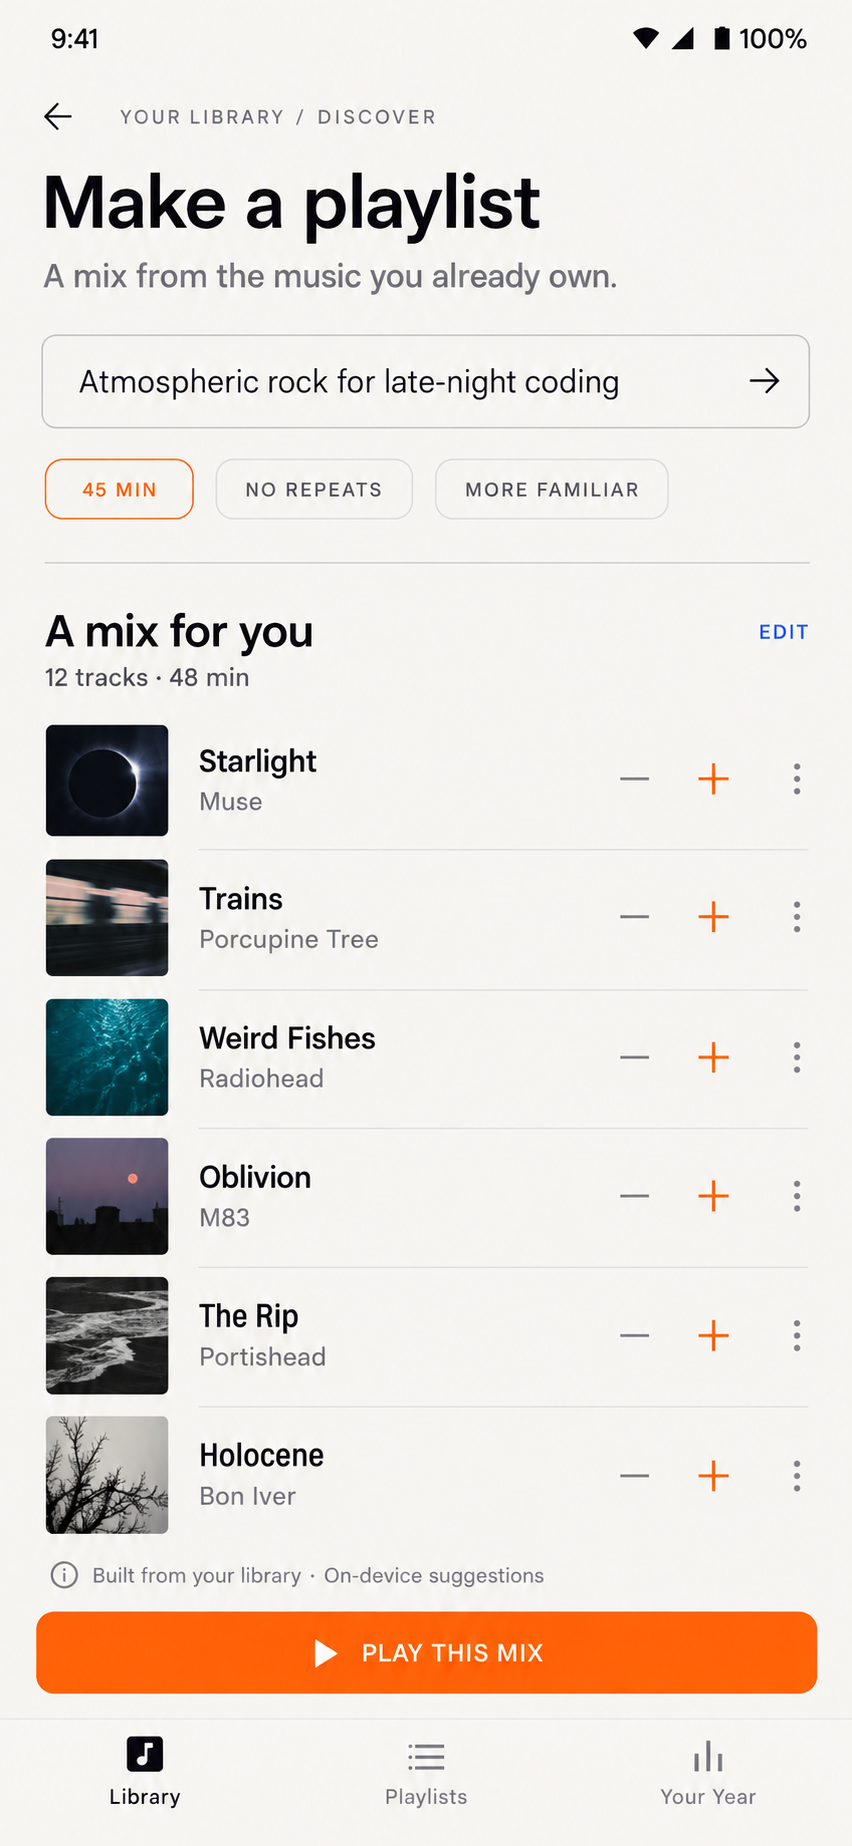 9:41
100%
YOUR LIBRARY / DISCOVER
Make a playlist
A mix from the music you already own.
Atmospheric rock for late-night coding
45 MIN
NO REPEATS
MORE FAMILIAR
A mix for you
EDIT
12 tracks · 48 min
Starlight
Muse
Trains
Porcupine Tree
Weird Fishes
Radiohead
Oblivion
M83
The Rip
Portishead
Holocene
Bon Iver
Built from your library · On-device suggestions
PLAY THIS MIX
Library
Playlists
Your Year